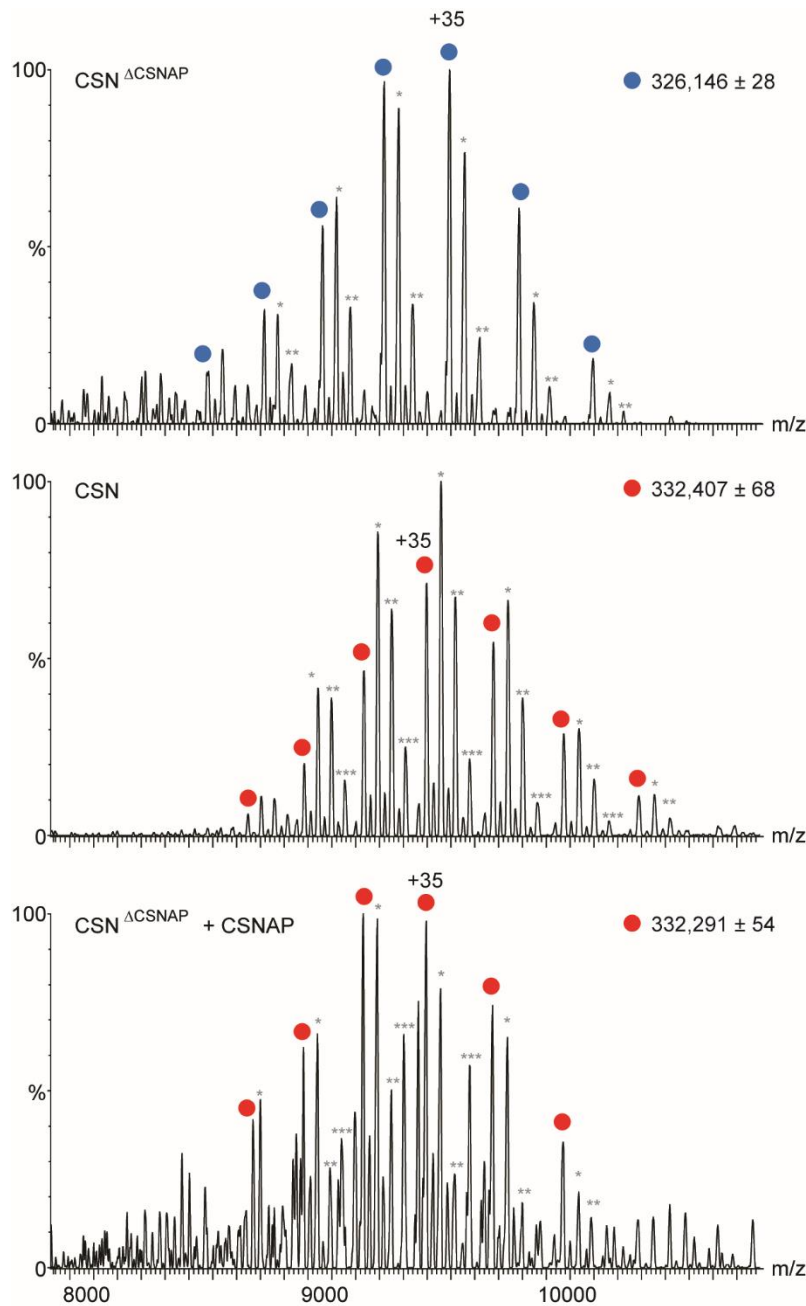 +35
100
CSN ΔCSNAP
326,146 ± 28
* * * * * * *
** ** ** ** ** **
%
0
m/z
100
CSN
332,407 ± 68
+35
* * * * * *
** ** ** ** ** **
*** *** *** *** ***
%
0
m/z
+35
100
CSN ΔCSNAP + CSNAP
332,291 ± 54
* * * * * *
** ** ** ** **
*** *** ***
%
0
8000 9000 10000 m/z